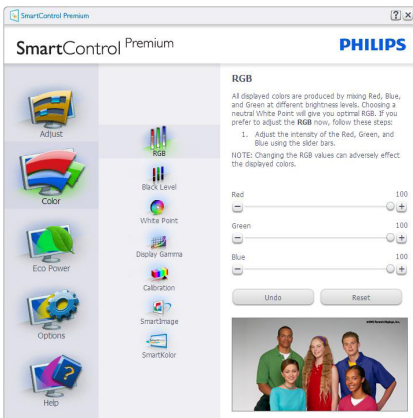 SmartControl Premium
? ×
SmartControl Premium
PHILIPS
Adjust
Color
Eco Power
Options
Help
RGB
Black Level
White Point
Display Gamma
Calibration
SmartImage
SmartKolor
RGB
All displayed colors are produced by mixing Red, Blue,
and Green at different brightness levels. Choosing a
neutral White Point will give you optimal RGB. If you
prefer to adjust the RGB now, follow these steps:
1. Adjust the intensity of the Red, Green, and
Blue using the slider bars.
NOTE: Changing the RGB values can adversely effect
the displayed colors.
Red 100
Green 100
Blue 100
Undo Reset